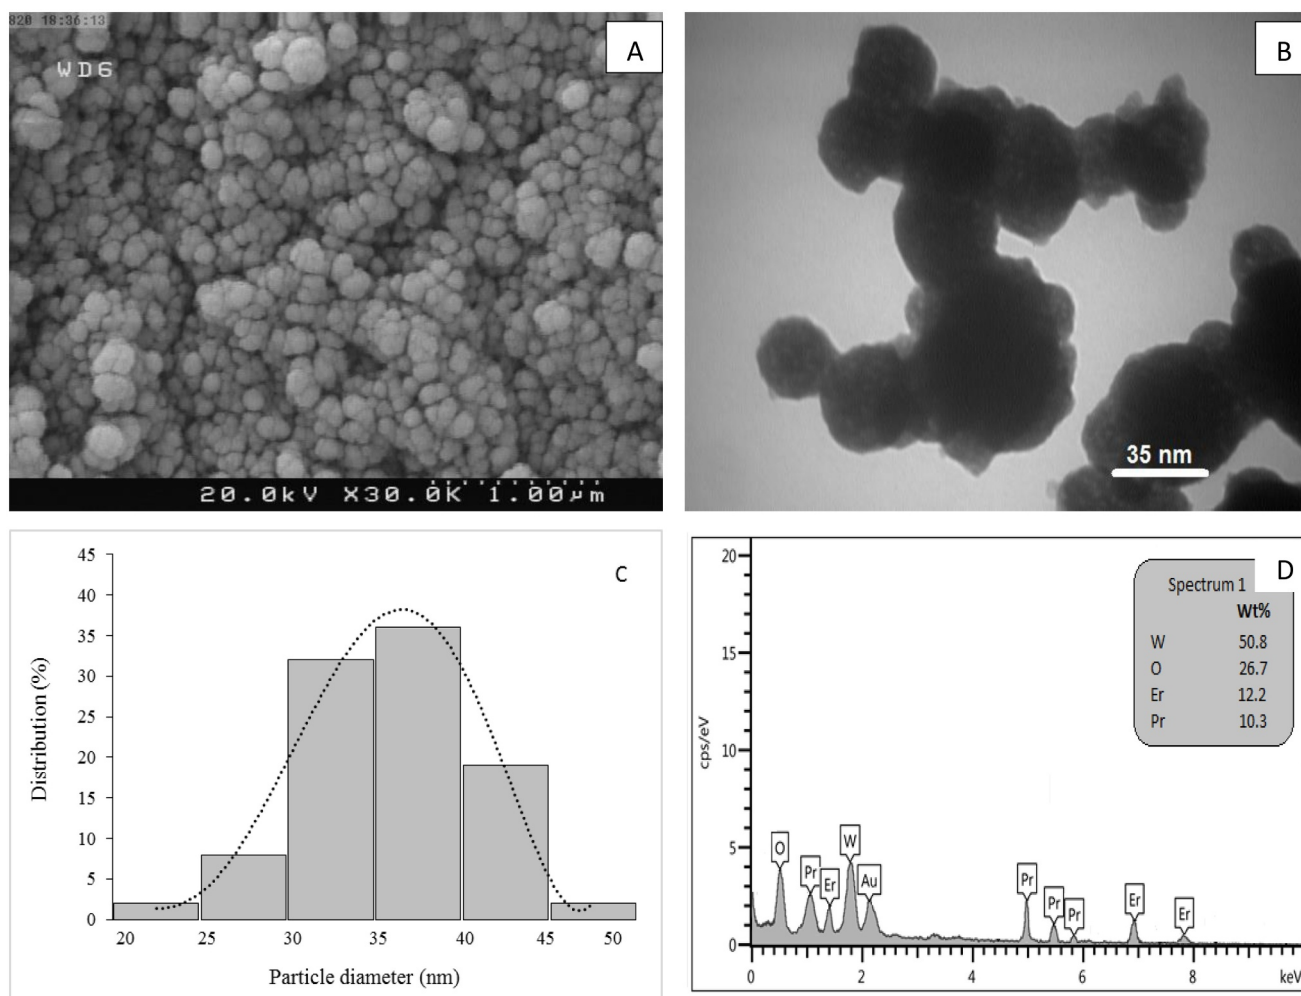 820 18:36:13
A
WD6
20.0kV X30.0K 1.00µm
B
35 nm
C
45
40
35
30
25
20
15
10
5
0
Distribution (%)
20 25 30 35 40 45 50
Particle diameter (nm)
D
Spectrum 1
Wt%
W 50.8
O 26.7
Er 12.2
Pr 10.3
20
15
10
5
0
cps/eV
O Pr Er W Au Pr Pr Pr Er Er
0 2 4 6 8 keV